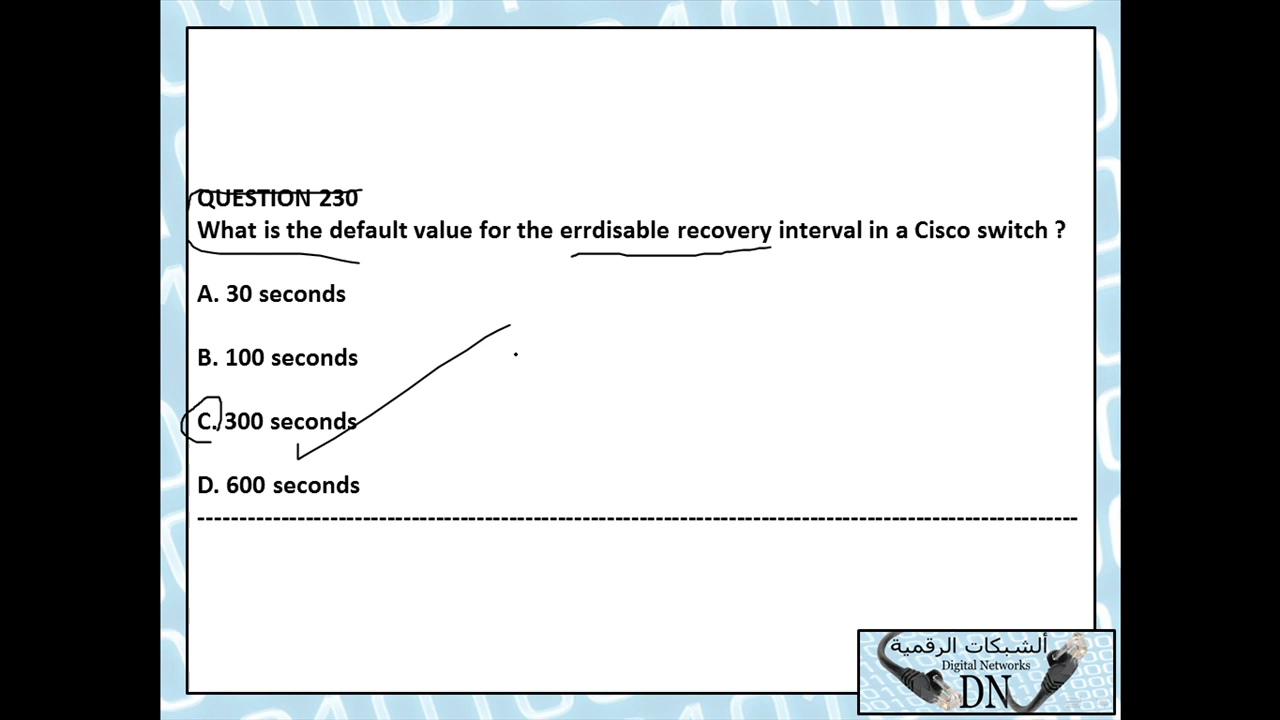 QUESTION 230
What is the default value for the errdisable recovery interval in a Cisco switch ?
A. 30 seconds
B. 100 seconds
C. 300 seconds
D. 600 seconds
--------------------------------------------------------------------------------------------------------------
ألشبكات الرقمية
Digital Networks
DN